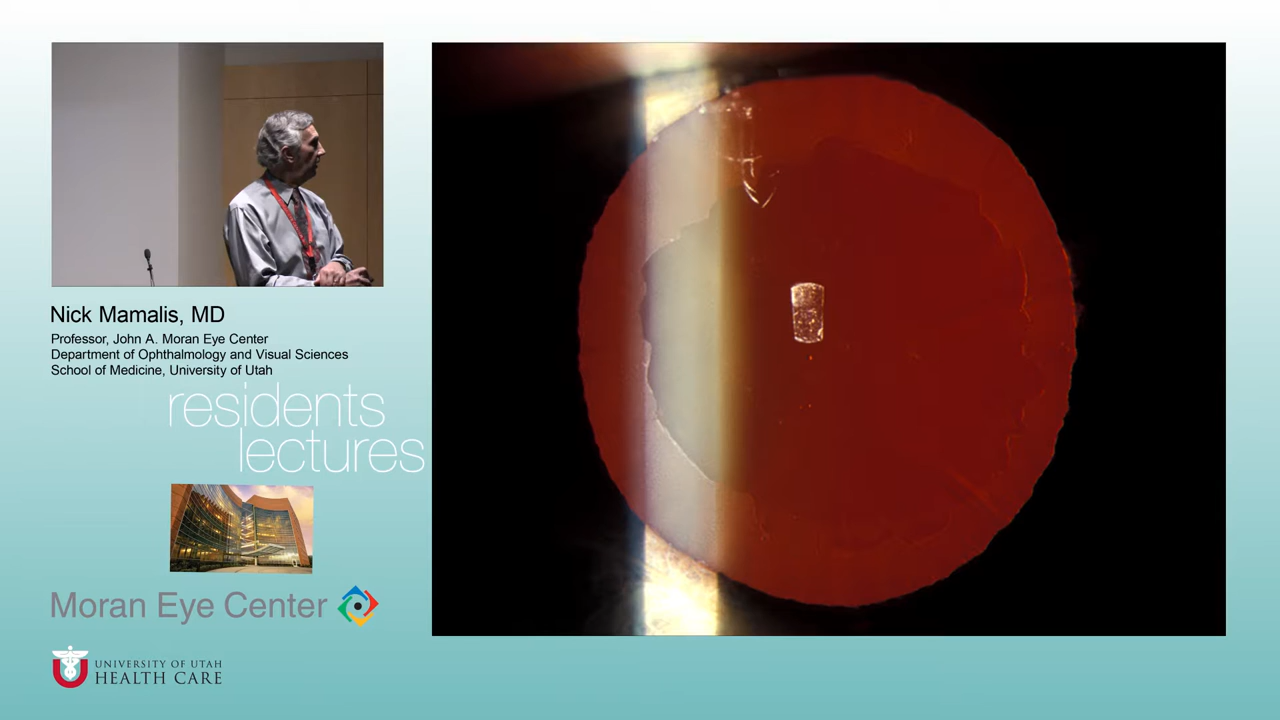 Nick Mamalis, MD
Professor, John A. Moran Eye Center
Department of Ophthalmology and Visual Sciences
School of Medicine, University of Utah
residents
lectures
Moran Eye Center
UNIVERSITY OF UTAH
HEALTH CARE